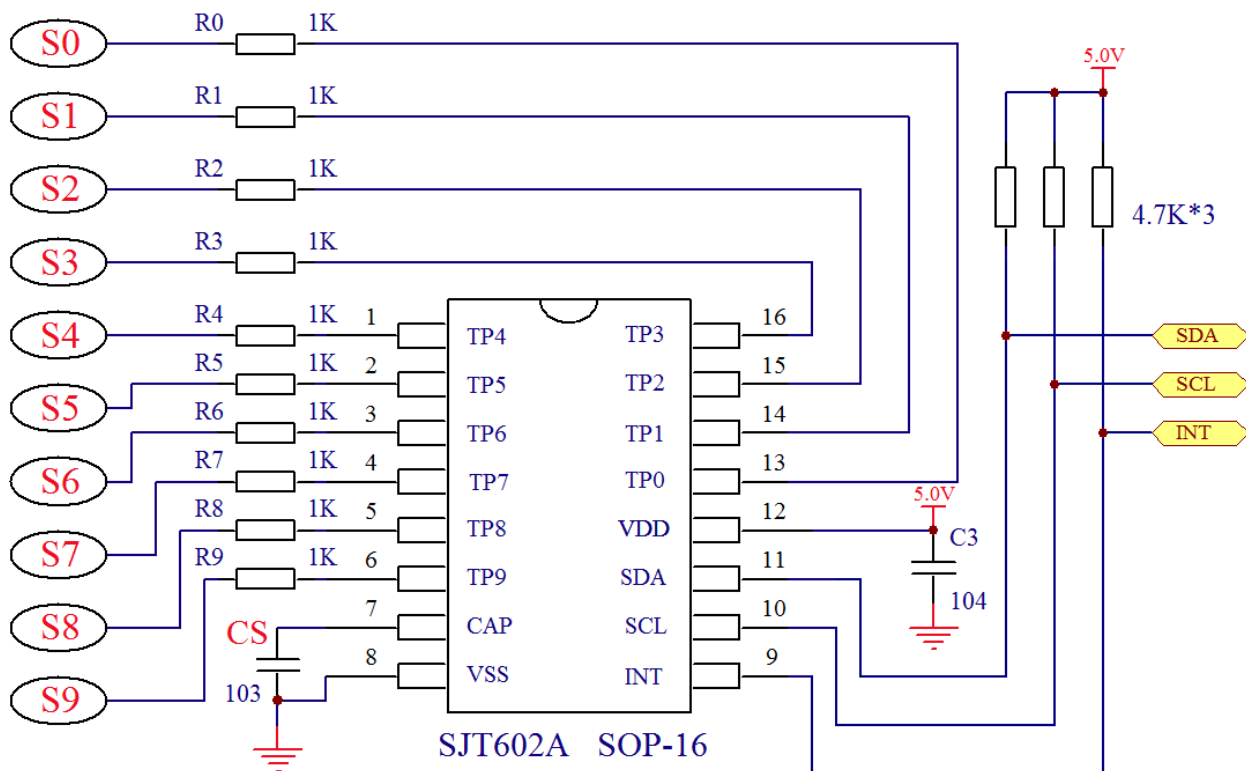 S0 R0 1K
S1 R1 1K
5.0V
S2 R2 1K
4.7K*3
S3 R3 1K
S4 R4 1K 1 TP4 TP3 16 SDA
S5 R5 1K 2 TP5 TP2 15 SCL
S6 R6 1K 3 TP6 TP1 14 INT
S7 R7 1K 4 TP7 TP0 13
5.0V
S8 R8 1K 5 TP8 VDD 12 C3
S9 R9 1K 6 TP9 SDA 11 104
CS 7 CAP SCL 10
103 8 VSS INT 9
SJT602A SOP-16